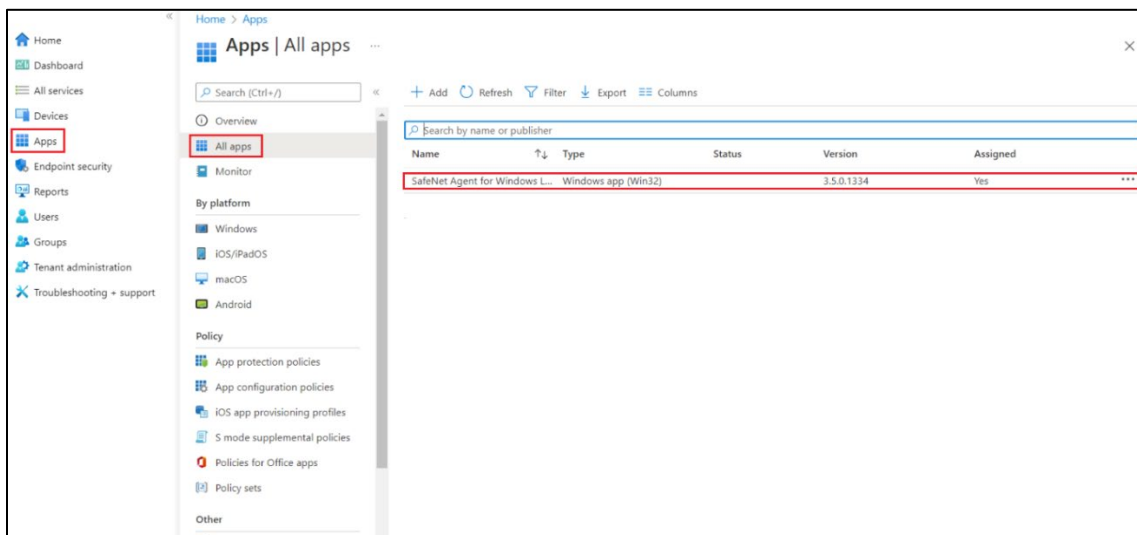 Home > Apps
Home
Dashboard
All services
Devices
Apps
Endpoint security
Reports
Users
Groups
Tenant administration
Troubleshooting + support
Apps | All apps ...
Search (Ctrl+/)
Overview
All apps
Monitor
By platform
Windows
iOS/iPadOS
macOS
Android
Policy
App protection policies
App configuration policies
iOS app provisioning profiles
S mode supplemental policies
Policies for Office apps
Policy sets
Other
Add Refresh Filter Export Columns
Search by name or publisher
Name Type Status Version Assigned
SafeNet Agent for Windows L... Windows app (Win32) 3.5.0.1334 Yes ...